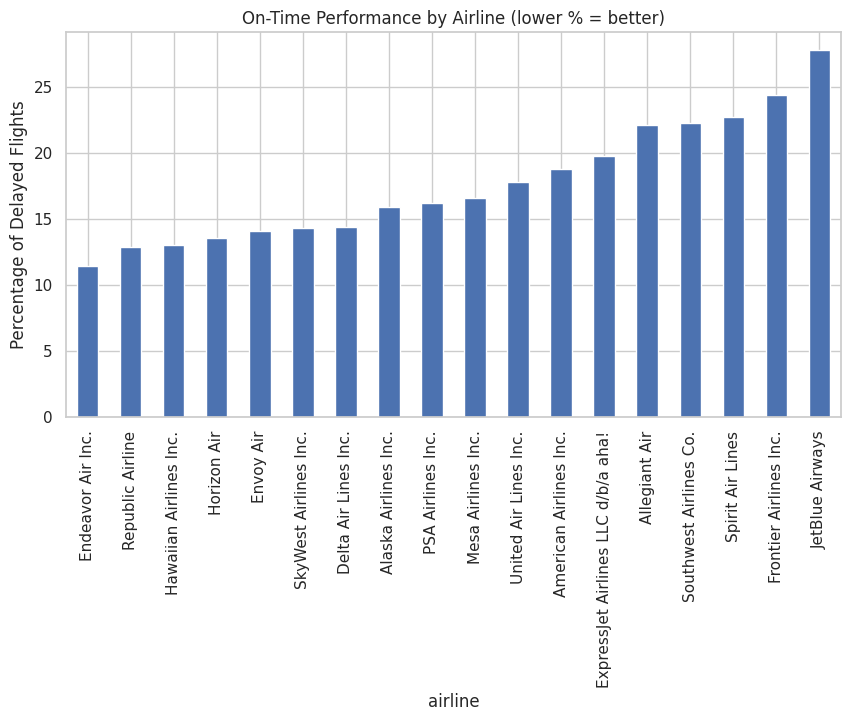 On-Time Performance by Airline (lower % = better)
Percentage of Delayed Flights
25
20
15
10
5
0
Endeavor Air Inc.
Republic Airline
Hawaiian Airlines Inc.
Horizon Air
Envoy Air
SkyWest Airlines Inc.
Delta Air Lines Inc.
Alaska Airlines Inc.
PSA Airlines Inc.
Mesa Airlines Inc.
United Air Lines Inc.
American Airlines Inc.
ExpressJet Airlines LLC d/b/a aha!
Allegiant Air
Southwest Airlines Co.
Spirit Air Lines
Frontier Airlines Inc.
JetBlue Airways
airline